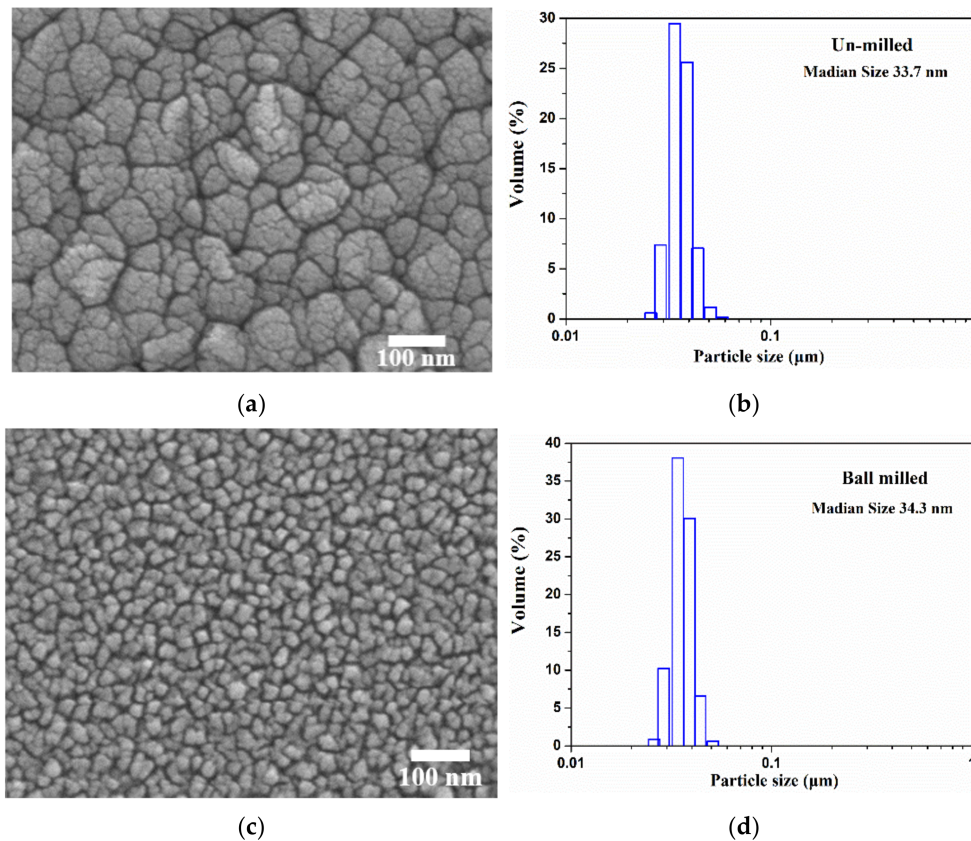 100 nm
(a)
30
25
20
15
10
5
0
0.01
0.1
Volume (%)
Particle size (μm)
Un-milled
Madian Size 33.7 nm
(b)
100 nm
(c)
40
35
30
25
20
15
10
5
0
0.01
0.1
1
Volume (%)
Particle size (μm)
Ball milled
Madian Size 34.3 nm
(d)